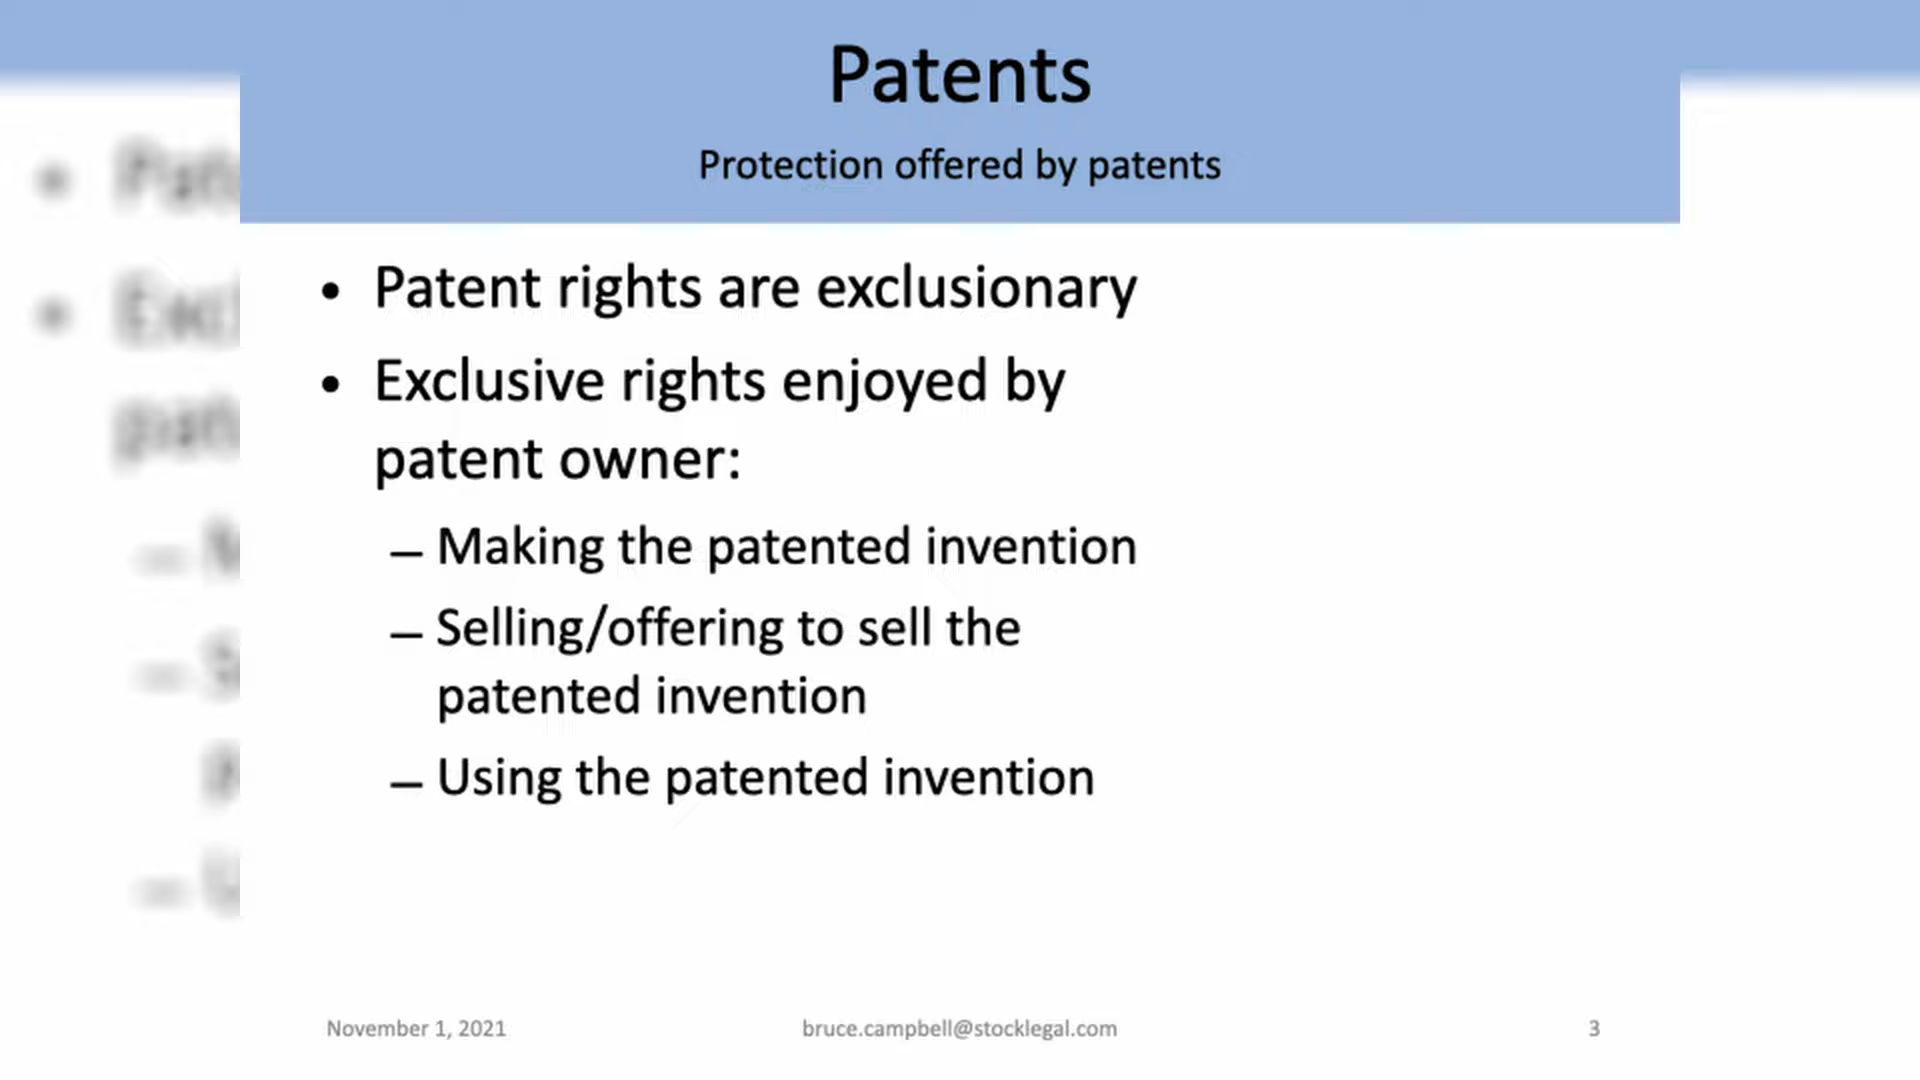 Patents
Protection offered by patents
• Patent rights are exclusionary
• Exclusive rights enjoyed by
patent owner:
– Making the patented invention
– Selling/offering to sell the
patented invention
– Using the patented invention
November 1, 2021
bruce.campbell@stocklegal.com
3